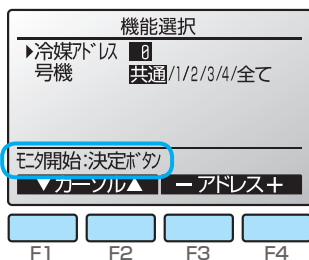 機能選択
▶冷媒ｱﾄﾞﾚｽ 0
号機 共通/1/2/3/4/全て
ﾓﾆﾀ開始:決定ﾎﾞﾀﾝ
▼カーソル▲ － アドレス＋
F1 F2 F3 F4